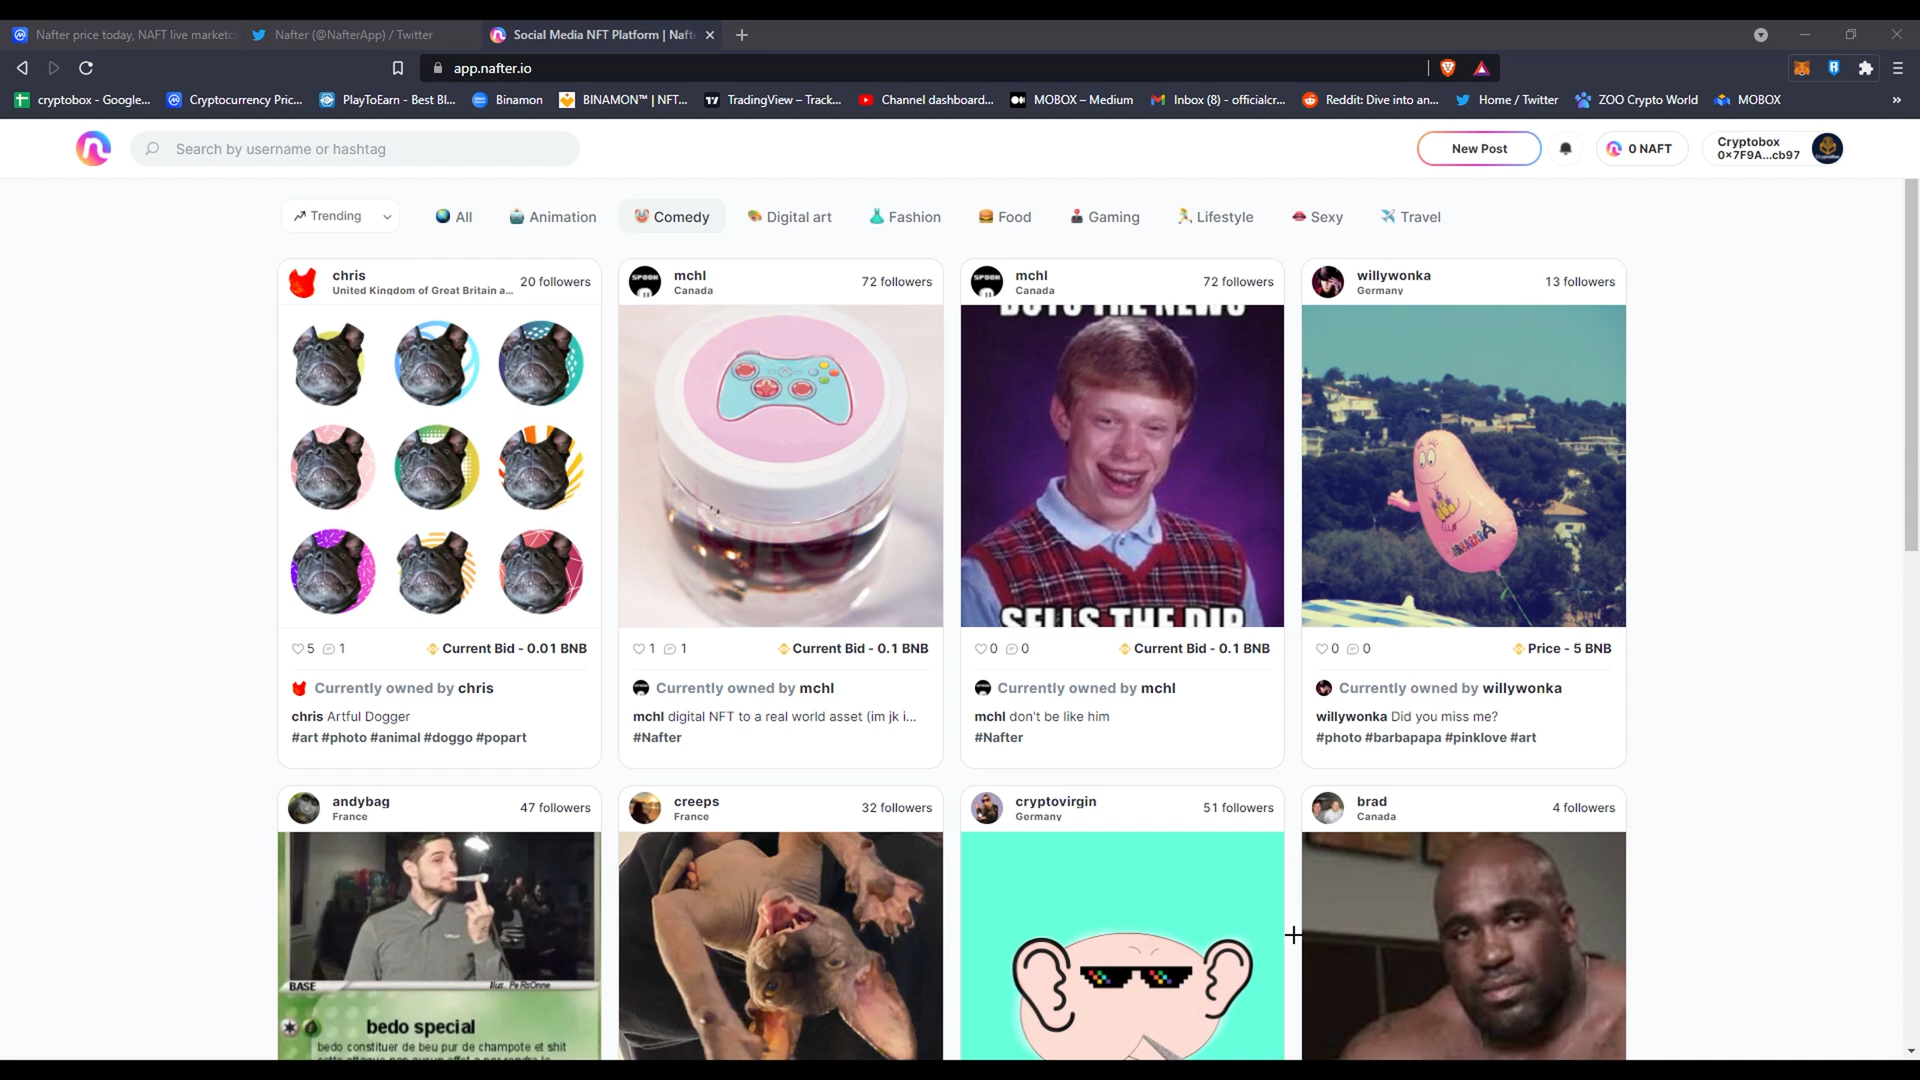 Nafter price today, NAFT live marketca
Nafter (@NafterApp) / Twitter
Social Media NFT Platform | Naft
app.nafter.io
cryptobox - Google...
Cryptocurrency Pric...
PlayToEarn - Best Bl...
Binamon
BINAMON™ | NFT...
TradingView – Track...
Channel dashboard...
MOBOX – Medium
Inbox (8) - officialcr...
Reddit: Dive into an...
Home / Twitter
ZOO Crypto World
MOBOX
»
Search by username or hashtag
New Post
0 NAFT
Cryptobox
0x7F9A...cb97
Trending
All
Animation
Comedy
Digital art
Fashion
Food
Gaming
Lifestyle
Sexy
Travel
chris
United Kingdom of Great Britain a...
20 followers
5
1
Current Bid - 0.01 BNB
Currently owned by chris
chris Artful Dogger
#art #photo #animal #doggo #popart
mchl
Canada
72 followers
1
1
Current Bid - 0.1 BNB
Currently owned by mchl
mchl digital NFT to a real world asset (im jk i...
#Nafter
mchl
Canada
72 followers
BUYS THE NEWS
SELLS THE DIP
0
0
Current Bid - 0.1 BNB
Currently owned by mchl
mchl don't be like him
#Nafter
willywonka
Germany
13 followers
0
0
Price - 5 BNB
Currently owned by willywonka
willywonka Did you miss me?
#photo #barbapapa #pinklove #art
andybag
France
47 followers
BASE
Ilus. PeRsOnne
bedo special
bedo constituer de beu pur de champote et shit
creeps
France
32 followers
cryptovirgin
Germany
51 followers
brad
Canada
4 followers